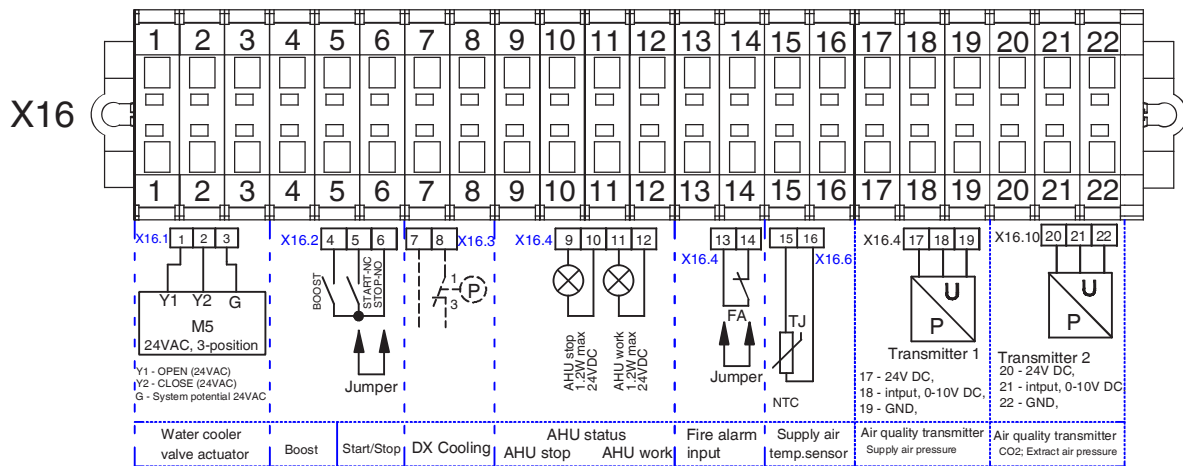 1 2 3 4 5 6 7 8 9 10 11 12 13 14 15 16 17 18 19 20 21 22
X16
1 2 3 4 5 6 7 8 9 10 11 12 13 14 15 16 17 18 19 20 21 22
X16.1 1 2 3
X16.2 4 5 6
7 8 X16.3
X16.4 9 10 11 12
13 14
X16.4
15 16
X16.6
X16.4 17 18 19
X16.10 20 21 22
Y1 Y2 G
M5
24VAC, 3-position
Y1 - OPEN (24VAC)
Y2 - CLOSE (24VAC)
G - System potential 24VAC
BOOST
START-NC
STOP-NO
Jumper
1
3
P
AHU stop
1.2W max
24VDC
AHU work
1.2W max
24VDC
FA
Jumper
TJ
NTC
U
P
Transmitter 1
17 - 24V DC,
18 - intput, 0-10V DC,
19 - GND,
U
P
Transmitter 2
20 - 24V DC,
21 - intput, 0-10V DC
22 - GND,
Water cooler
valve actuator
Boost
Start/Stop
DX Cooling
AHU status
AHU stop AHU work
Fire alarm
input
Supply air
temp.sensor
Air quality transmitter
Supply air pressure
Air quality transmitter
CO2; Extract air pressure